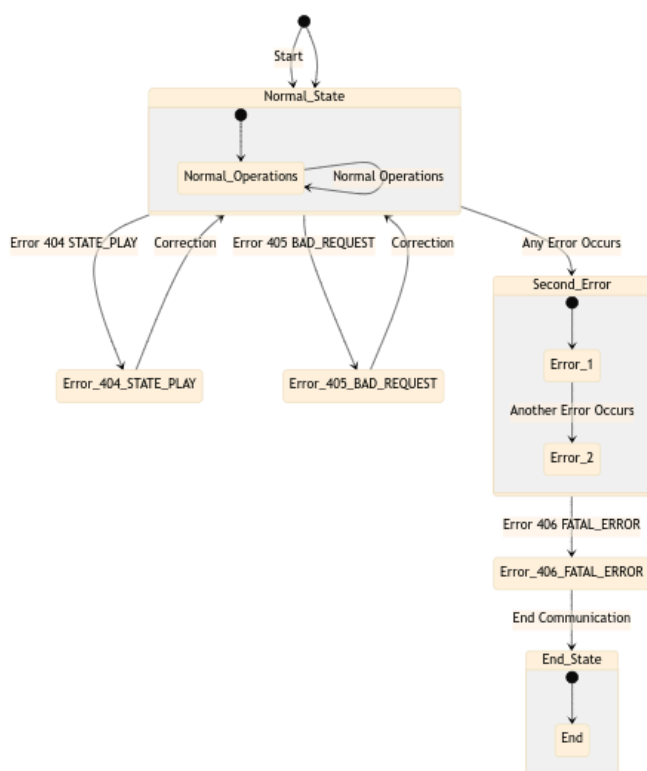 Start
Normal_State
Normal_Operations
Normal Operations
Error 404 STATE_PLAY
Correction
Error 405 BAD_REQUEST
Correction
Any Error Occurs
Second_Error
Error_1
Error_404_STATE_PLAY
Error_405_BAD_REQUEST
Another Error Occurs
Error_2
Error 406 FATAL_ERROR
Error_406_FATAL_ERROR
End Communication
End_State
End